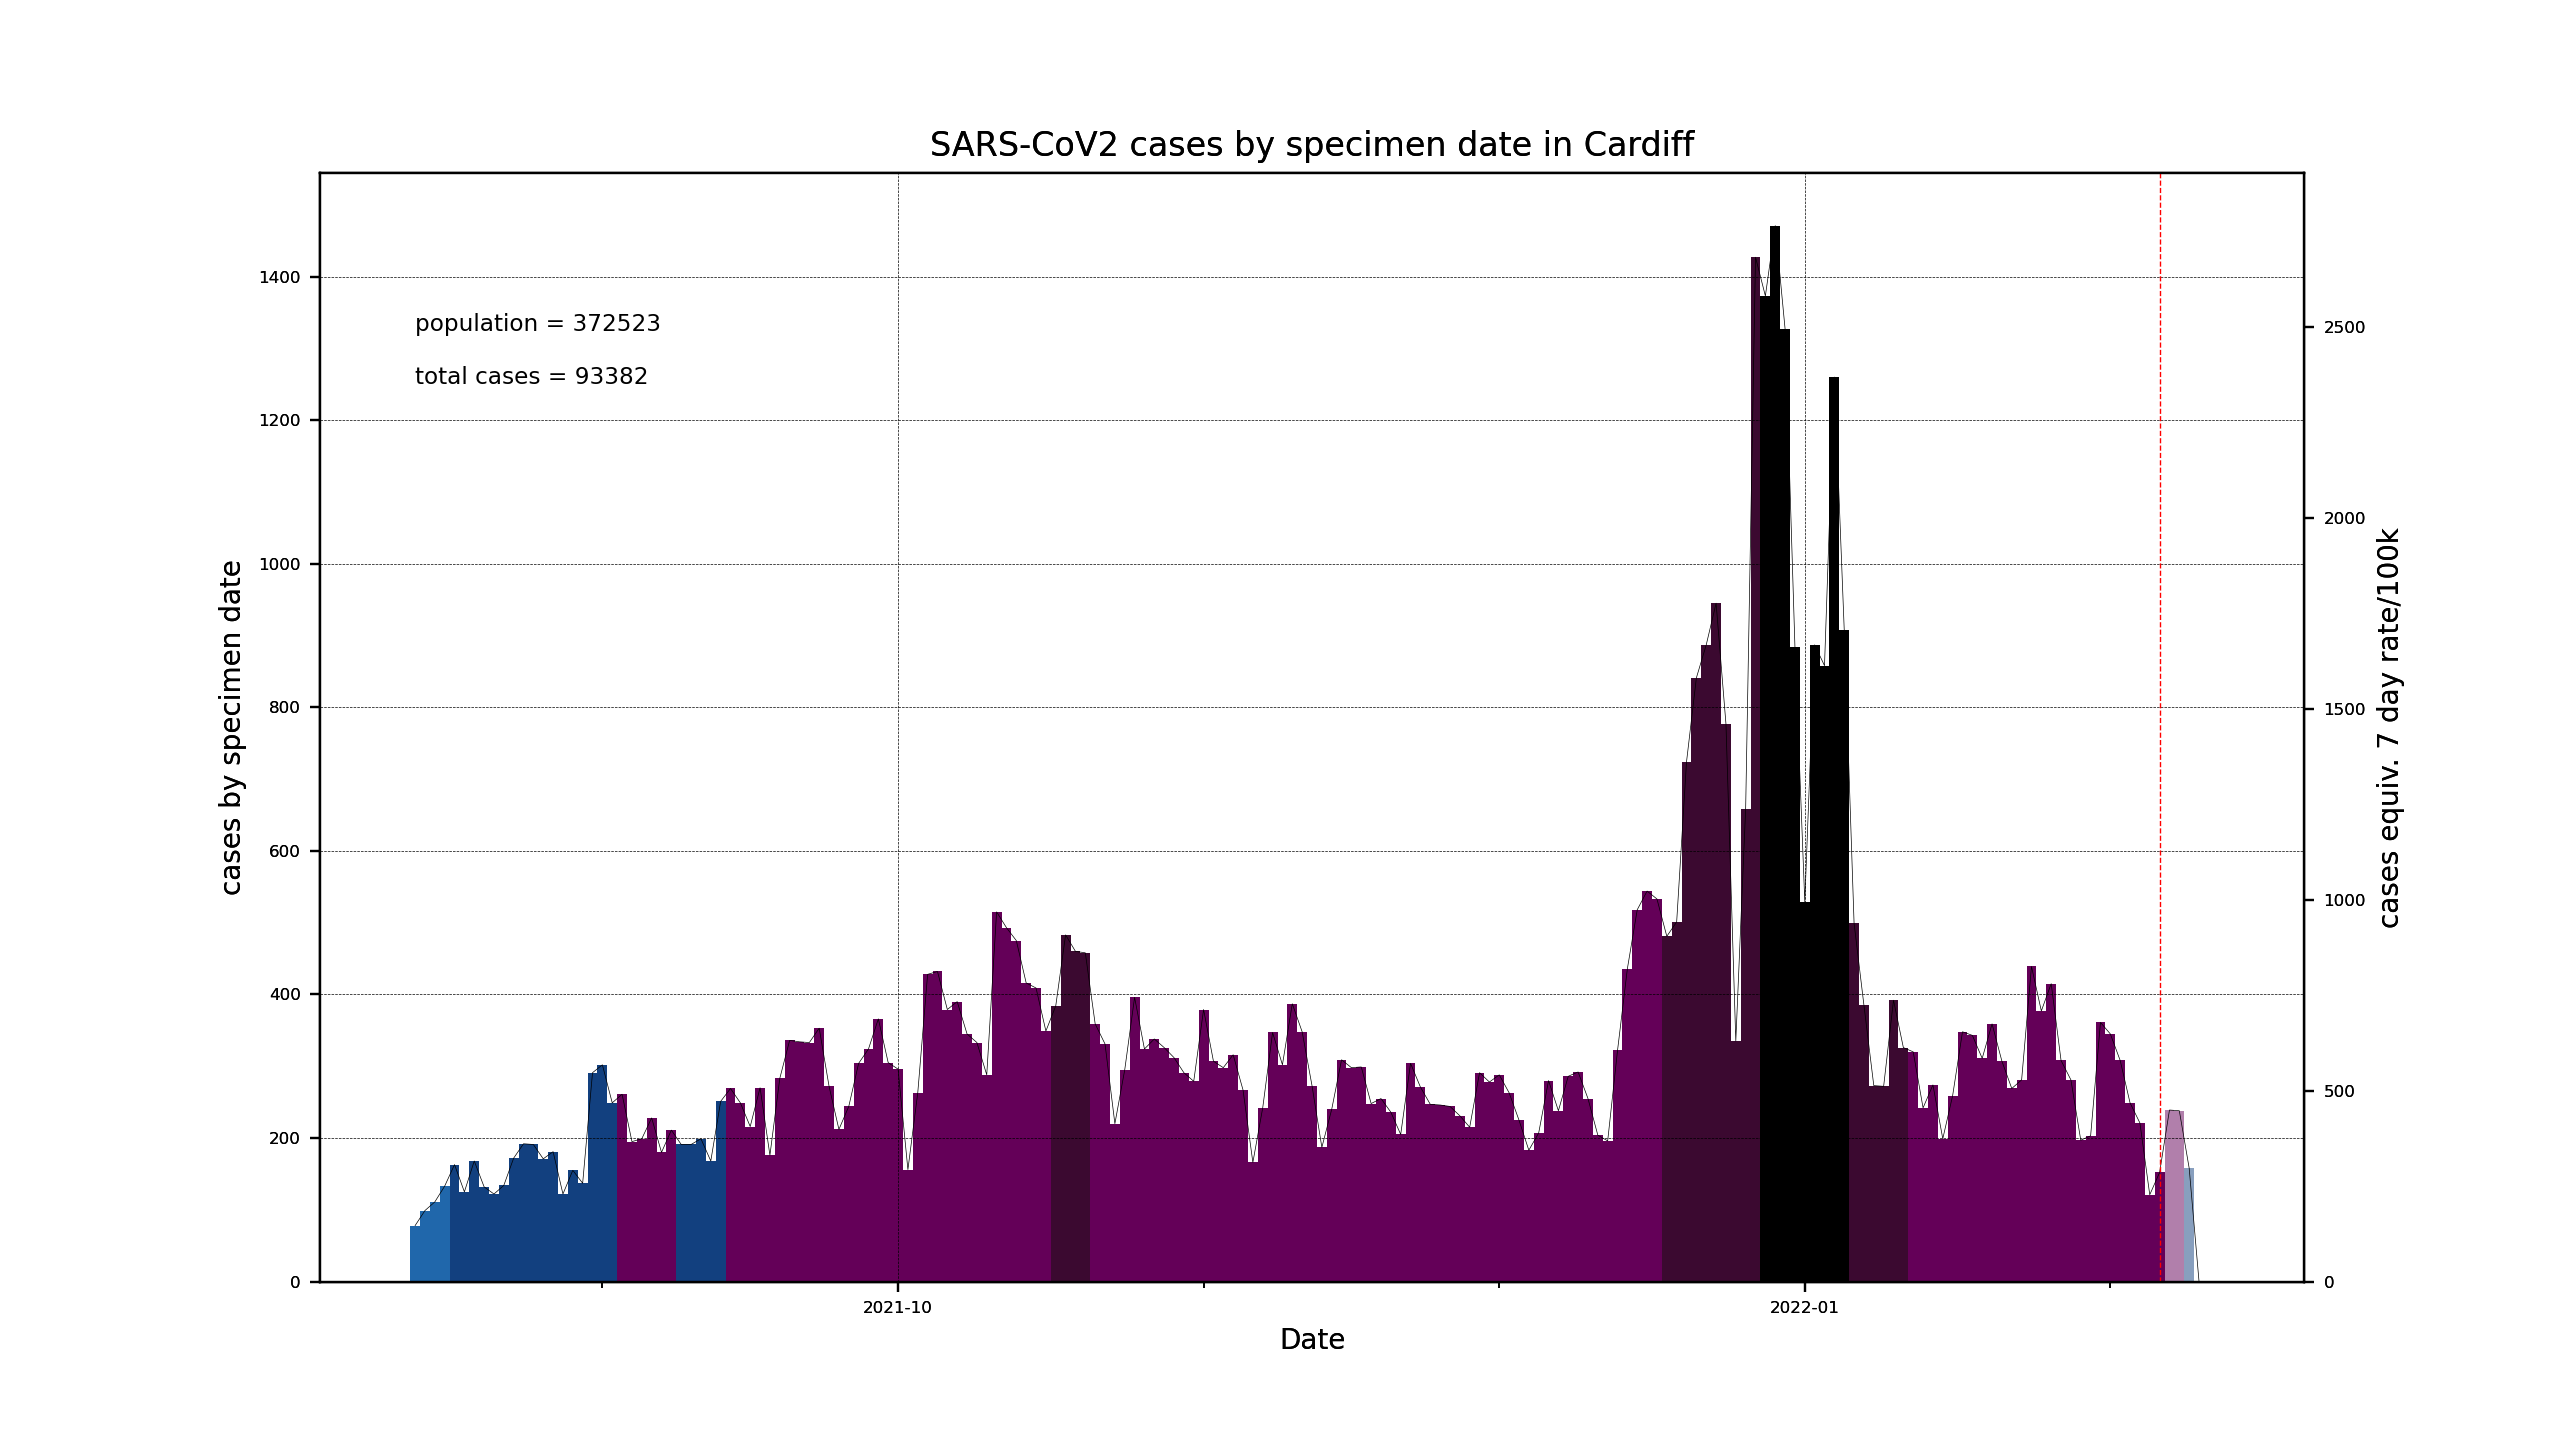 SARS-CoV2 cases by specimen date in Cardiff
population = 372523
total cases = 93382
cases by specimen date
1400
1200
1000
800
600
400
200
0
2500
2000
1500
1000
500
0
cases equiv. 7 day rate/100k
2021-10
2022-01
Date